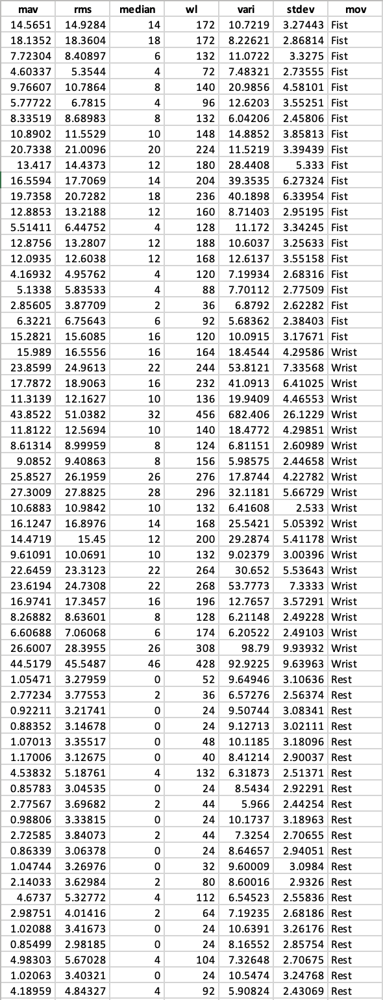 mav rms median wl vari stdev mov
14.5651 14.9284 14 172 10.7219 3.27443 Fist
18.1352 18.3604 18 172 8.22621 2.86814 Fist
7.72304 8.40897 6 132 11.0722 3.3275 Fist
4.60337 5.3544 4 72 7.48321 2.73555 Fist
9.76607 10.7864 8 140 20.9856 4.58101 Fist
5.77722 6.7815 4 96 12.6203 3.55251 Fist
8.33519 8.68983 8 132 6.04206 2.45806 Fist
10.8902 11.5529 10 148 14.8852 3.85813 Fist
20.7338 21.0096 20 224 11.5219 3.39439 Fist
13.417 14.4373 12 180 28.4408 5.333 Fist
16.5594 17.7069 14 204 39.3535 6.27324 Fist
19.7358 20.7282 18 236 40.1898 6.33954 Fist
12.8853 13.2188 12 160 8.71403 2.95195 Fist
5.51411 6.44752 4 128 11.172 3.34245 Fist
12.8756 13.2807 12 188 10.6037 3.25633 Fist
12.0935 12.6038 12 168 12.6137 3.55158 Fist
4.16932 4.95762 4 120 7.19934 2.68316 Fist
5.1338 5.83533 4 88 7.70112 2.77509 Fist
2.85605 3.87709 2 36 6.8792 2.62282 Fist
6.3221 6.75643 6 92 5.68362 2.38403 Fist
15.2821 15.6085 16 120 10.0915 3.17671 Fist
15.989 16.5556 16 164 18.4544 4.29586 Wrist
23.8599 24.9613 22 244 53.8121 7.33568 Wrist
17.7872 18.9063 16 232 41.0913 6.41025 Wrist
11.3139 12.1627 10 136 19.9409 4.46553 Wrist
43.8522 51.0382 32 456 682.406 26.1229 Wrist
11.8122 12.5694 10 140 18.4772 4.29851 Wrist
8.61314 8.99959 8 124 6.81151 2.60989 Wrist
9.0852 9.40863 8 156 5.98575 2.44658 Wrist
25.8527 26.1959 26 276 17.8744 4.22782 Wrist
27.3009 27.8825 28 296 32.1181 5.66729 Wrist
10.6883 10.9842 10 132 6.41608 2.533 Wrist
16.1247 16.8976 14 168 25.5421 5.05392 Wrist
14.4719 15.45 12 200 29.2874 5.41178 Wrist
9.61091 10.0691 10 132 9.02379 3.00396 Wrist
22.6459 23.3123 22 264 30.652 5.53643 Wrist
23.6194 24.7308 22 268 53.7773 7.3333 Wrist
16.9741 17.3457 16 196 12.7657 3.57291 Wrist
8.26882 8.63601 8 128 6.21148 2.49228 Wrist
6.60688 7.06068 6 174 6.20522 2.49103 Wrist
26.6007 28.3955 26 308 98.79 9.93932 Wrist
44.5179 45.5487 46 428 92.9225 9.63963 Wrist
1.05471 3.27959 0 52 9.64946 3.10636 Rest
2.77234 3.77553 2 36 6.57276 2.56374 Rest
0.92211 3.21741 0 24 9.50744 3.08341 Rest
0.88352 3.14678 0 24 9.12713 3.02111 Rest
1.07013 3.35517 0 48 10.1185 3.18096 Rest
1.17006 3.12675 0 40 8.41214 2.90037 Rest
4.53832 5.18761 4 132 6.31873 2.51371 Rest
0.85783 3.04535 0 24 8.5434 2.92291 Rest
2.77567 3.69682 2 44 5.966 2.44254 Rest
0.98806 3.33815 0 24 10.1737 3.18963 Rest
2.72585 3.84073 2 44 7.3254 2.70655 Rest
0.86339 3.06378 0 24 8.64657 2.94051 Rest
1.04744 3.26976 0 32 9.60009 3.0984 Rest
2.14033 3.62984 2 80 8.60016 2.9326 Rest
4.6737 5.32772 4 112 6.54523 2.55836 Rest
2.98751 4.01416 2 64 7.19235 2.68186 Rest
1.02088 3.41673 0 24 10.6391 3.26176 Rest
0.85499 2.98185 0 24 8.16552 2.85754 Rest
4.98303 5.67028 4 104 7.32648 2.70675 Rest
1.02063 3.40321 0 24 10.5474 3.24768 Rest
4.18959 4.84327 4 92 5.90824 2.43069 Rest